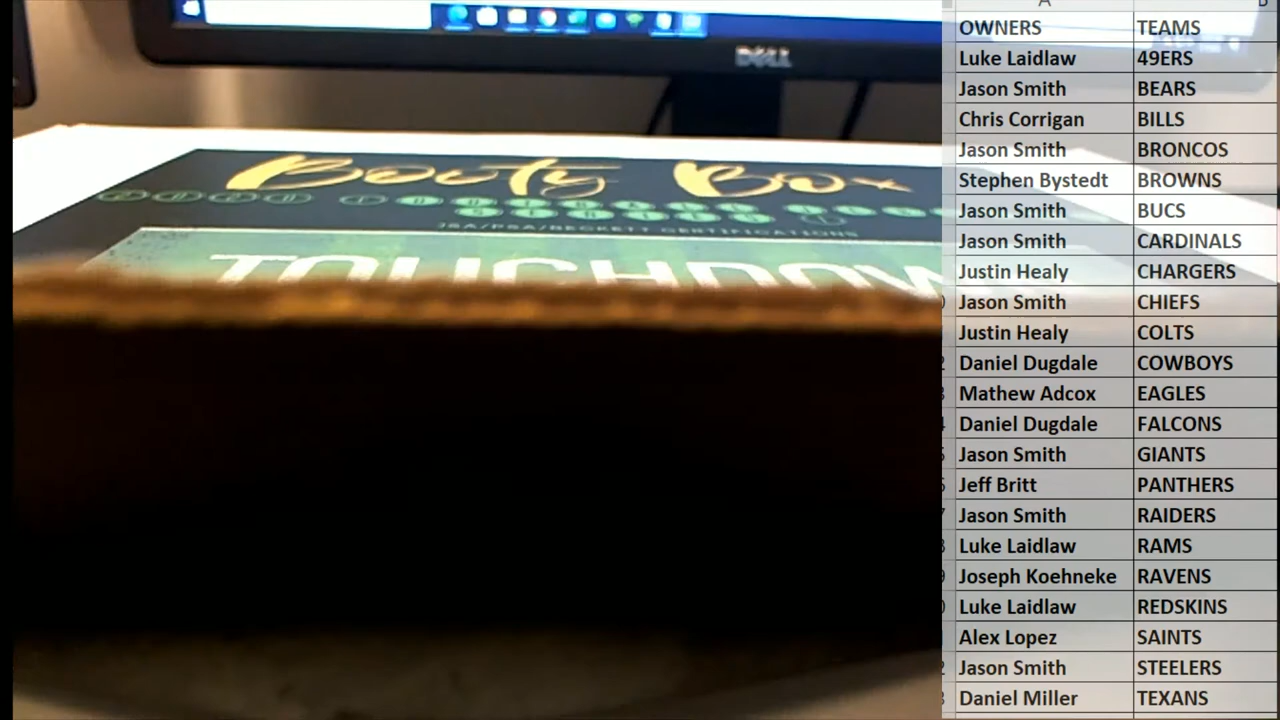 DELL
Booty Box
JSA/PSA/BECKETT CERTIFICATIONS
TOUCHDOW
A B
OWNERS TEAMS
Luke Laidlaw 49ERS
Jason Smith BEARS
Chris Corrigan BILLS
Jason Smith BRONCOS
Stephen Bystedt BROWNS
Jason Smith BUCS
Jason Smith CARDINALS
Justin Healy CHARGERS
Jason Smith CHIEFS
Justin Healy COLTS
Daniel Dugdale COWBOYS
Mathew Adcox EAGLES
Daniel Dugdale FALCONS
Jason Smith GIANTS
Jeff Britt PANTHERS
Jason Smith RAIDERS
Luke Laidlaw RAMS
Joseph Koehneke RAVENS
Luke Laidlaw REDSKINS
Alex Lopez SAINTS
Jason Smith STEELERS
Daniel Miller TEXANS